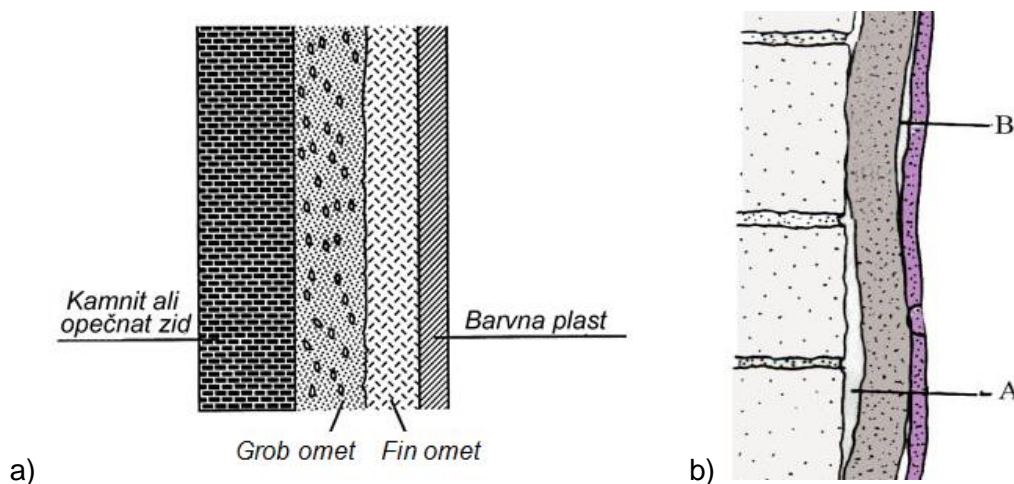 Kamnit ali
opečnat zid
Barvna plast
Grob omet
Fin omet
a)
B
A
b)